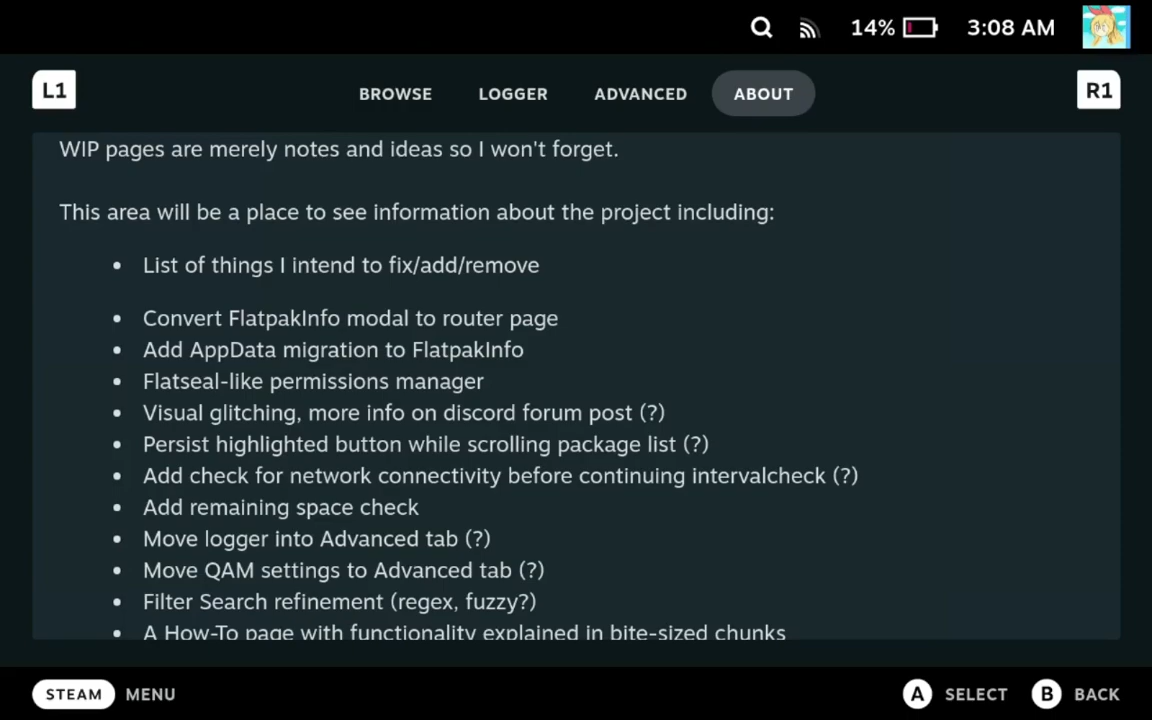 14% 3:08 AM
L1 BROWSE LOGGER ADVANCED ABOUT R1
WIP pages are merely notes and ideas so I won't forget.
This area will be a place to see information about the project including:
• List of things I intend to fix/add/remove
• Convert FlatpakInfo modal to router page
• Add AppData migration to FlatpakInfo
• Flatseal-like permissions manager
• Visual glitching, more info on discord forum post (?)
• Persist highlighted button while scrolling package list (?)
• Add check for network connectivity before continuing intervalcheck (?)
• Add remaining space check
• Move logger into Advanced tab (?)
• Move QAM settings to Advanced tab (?)
• Filter Search refinement (regex, fuzzy?)
• A How-To page with functionality explained in bite-sized chunks
STEAM MENU A SELECT B BACK